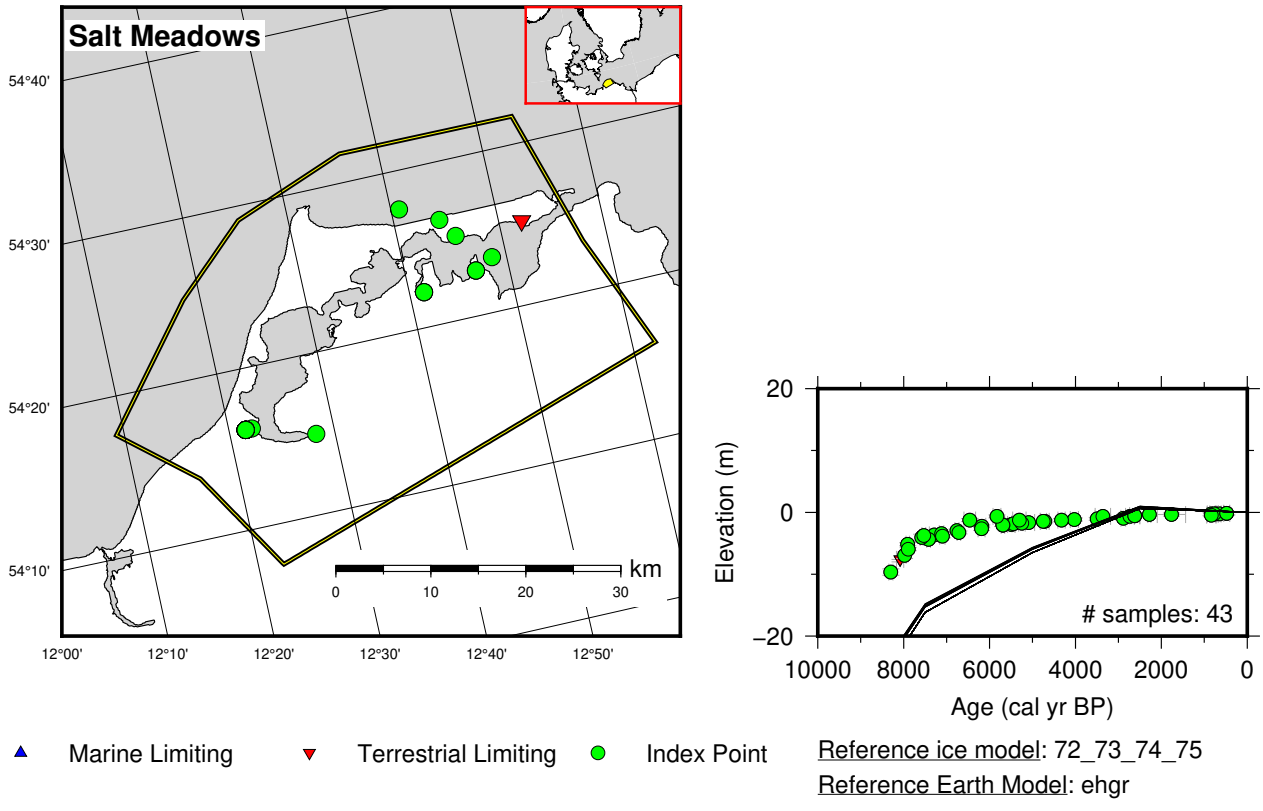 Salt Meadows
54°40'
54°30'
54°20'
54°10'
12°00'
12°10'
12°20'
12°30'
12°40'
12°50'
km
0
10
20
30
Elevation (m)
20
0
−20
# samples: 43
10000
8000
6000
4000
2000
0
Age (cal yr BP)
Marine Limiting
Terrestrial Limiting
Index Point
Reference ice model: 72_73_74_75
Reference Earth Model: ehgr